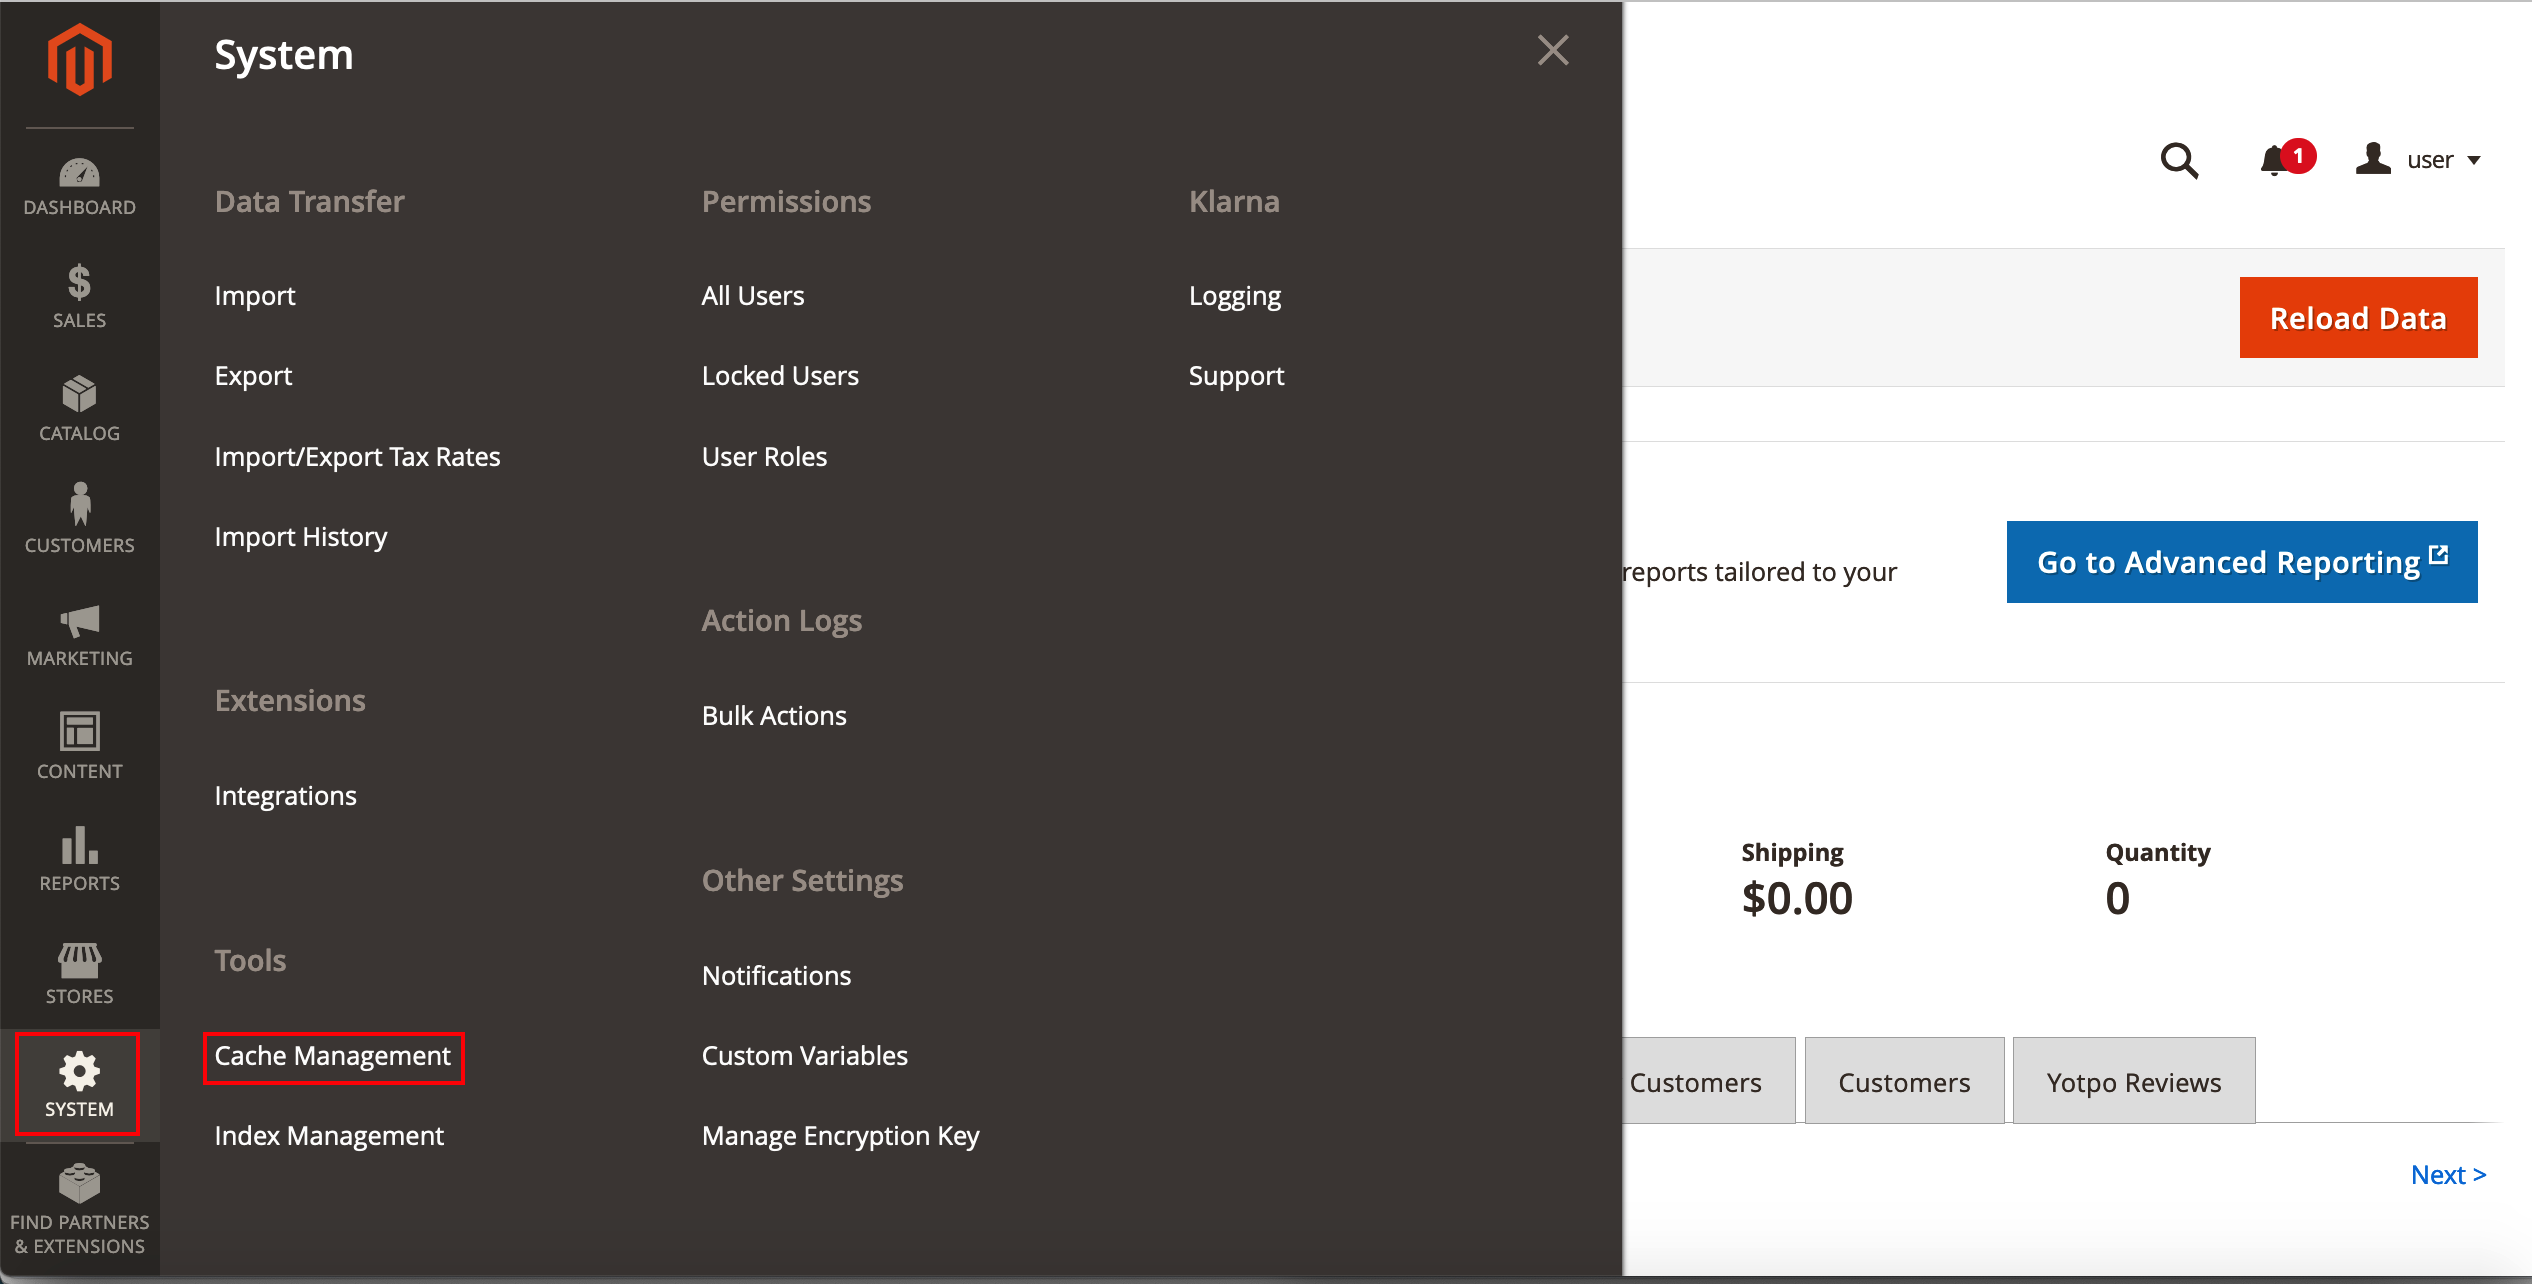 DASHBOARD
SALES
CATALOG
CUSTOMERS
MARKETING
CONTENT
REPORTS
STORES
SYSTEM
FIND PARTNERS
& EXTENSIONS
System
Data Transfer
Import
Export
Import/Export Tax Rates
Import History
Extensions
Integrations
Tools
Cache Management
Index Management
Permissions
All Users
Locked Users
User Roles
Action Logs
Bulk Actions
Other Settings
Notifications
Custom Variables
Manage Encryption Key
Klarna
Logging
Support
1
user
Reload Data
reports tailored to your
Go to Advanced Reporting
Shipping
$0.00
Quantity
0
Customers
Customers
Yotpo Reviews
Next >